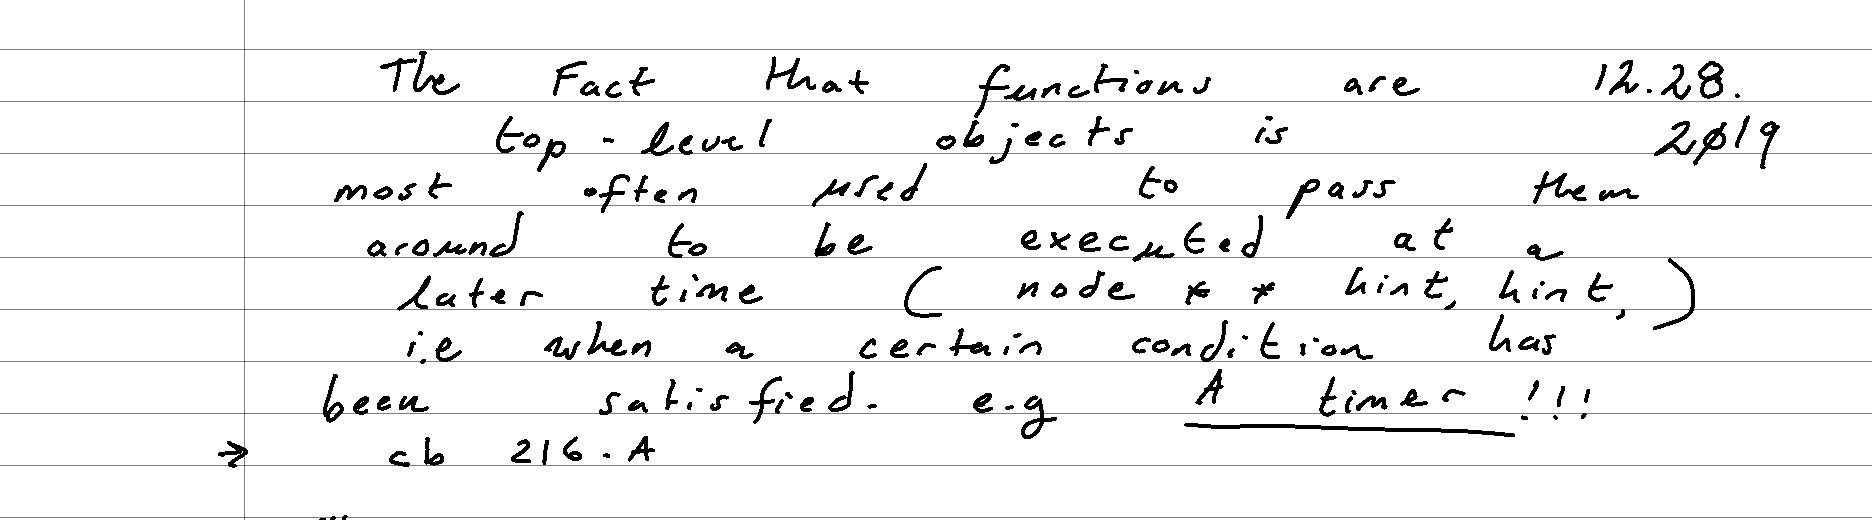 The Fact that functions are 12.28.
top-level objects is 2019
most often used to pass them
around to be executed at a
later time ( node * * hint, hint, )
i.e when a certain condition has
been satisfied. e.g A timer !!!
→ cb 216.A